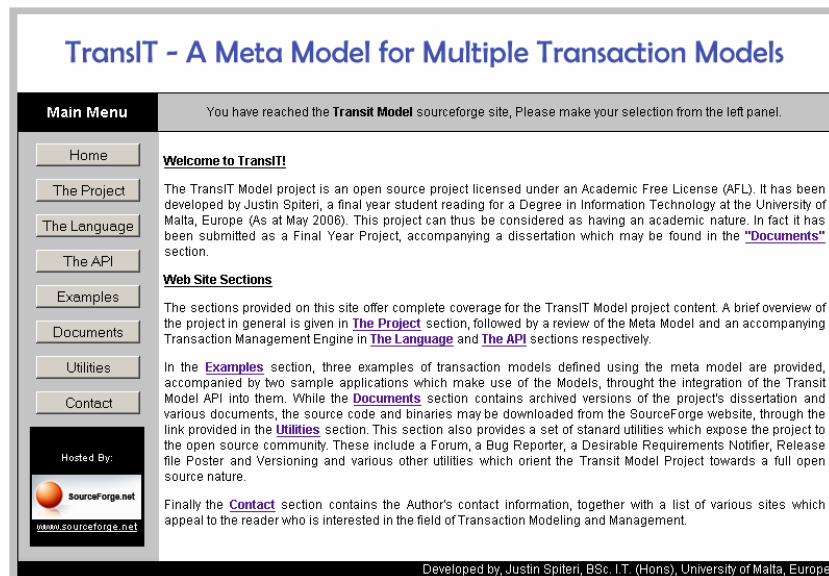 TransIT - A Meta Model for Multiple Transaction Models
Main Menu
You have reached the Transit Model sourceforge site, Please make your selection from the left panel.
Home
The Project
The Language
The API
Examples
Documents
Utilities
Contact
Hosted By:
SourceForge.net
www.sourceforge.net
Welcome to TransIT!
The TransIT Model project is an open source project licensed under an Academic Free License (AFL). It has been
developed by Justin Spiteri, a final year student reading for a Degree in Information Technology at the University of
Malta, Europe (As at May 2006). This project can thus be considered as having an academic nature. In fact it has
been submitted as a Final Year Project, accompanying a dissertation which may be found in the "Documents"
section.
Web Site Sections
The sections provided on this site offer complete coverage for the TransIT Model project content. A brief overview of
the project in general is given in The Project section, followed by a review of the Meta Model and an accompanying
Transaction Management Engine in The Language and The API sections respectively.
In the Examples section, three examples of transaction models defined using the meta model are provided,
accompanied by two sample applications which make use of the Models, throught the integration of the Transit
Model API into them. While the Documents section contains archived versions of the project's dissertation and
various documents, the source code and binaries may be downloaded from the SourceForge website, through the
link provided in the Utilities section. This section also provides a set of stanard utilities which expose the project to
the open source community. These include a Forum, a Bug Reporter, a Desirable Requirements Notifier, Release
file Poster and Versioning and various other utilities which orient the Transit Model Project towards a full open
source nature.
Finally the Contact section contains the Author's contact information, together with a list of various sites which
appeal to the reader who is interested in the field of Transaction Modeling and Management.
Developed by, Justin Spiteri, BSc. I.T. (Hons), University of Malta, Europe